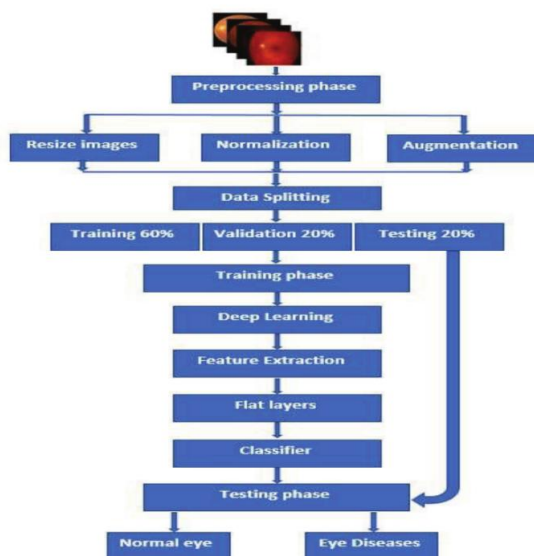 Preprocessing phase
Resize images
Normalization
Augmentation
Data Splitting
Training 60%
Validation 20%
Testing 20%
Training phase
Deep Learning
Feature Extraction
Flat layers
Classifier
Testing phase
Normal eye
Eye Diseases